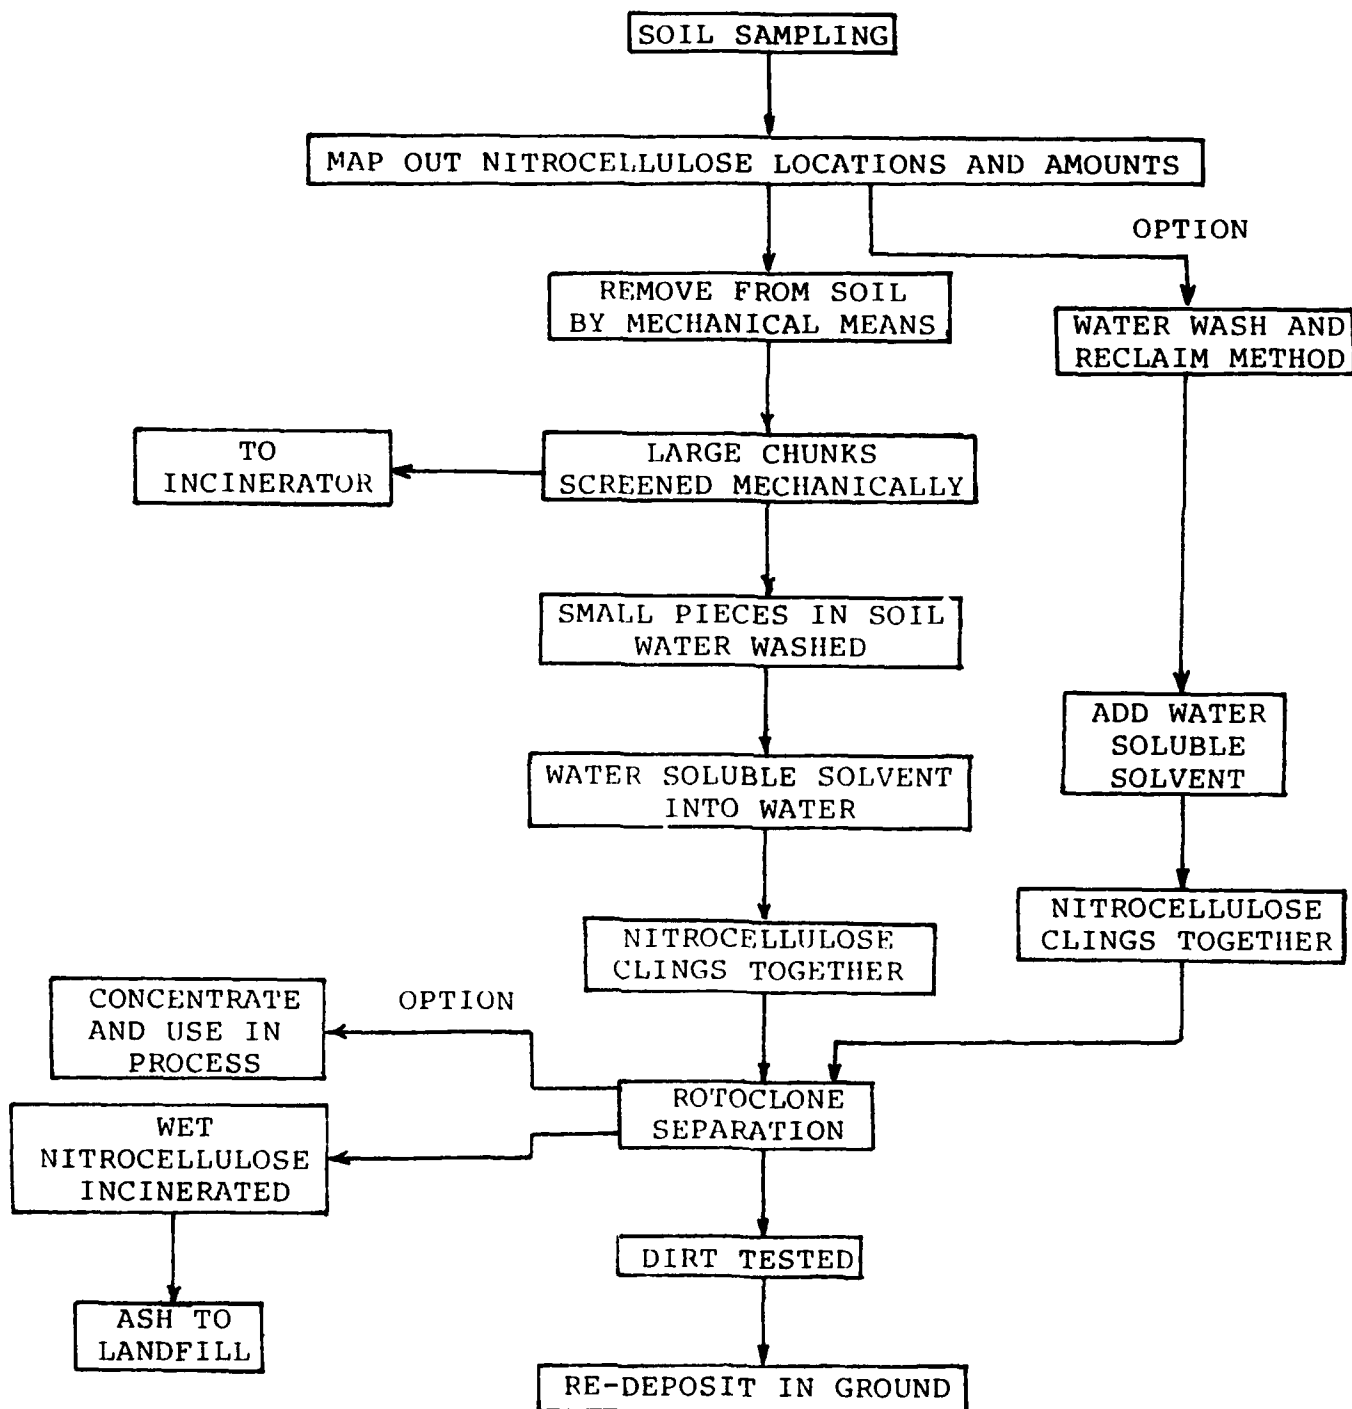 SOIL SAMPLING
MAP OUT NITROCELLULOSE LOCATIONS AND AMOUNTS
OPTION
REMOVE FROM SOIL
BY MECHANICAL MEANS
WATER WASH AND
RECLAIM METHOD
TO
INCINERATOR
LARGE CHUNKS
SCREENED MECHANICALLY
SMALL PIECES IN SOIL
WATER WASHED
ADD WATER
SOLUBLE
SOLVENT
WATER SOLUBLE SOLVENT
INTO WATER
NITROCELLULOSE
CLINGS TOGETHER
NITROCELLULOSE
CLINGS TOGETHER
CONCENTRATE
AND USE IN
PROCESS
OPTION
ROTOCLONE
SEPARATION
WET
NITROCELLULOSE
INCINERATED
DIRT TESTED
ASH TO
LANDFILL
RE-DEPOSIT IN GROUND